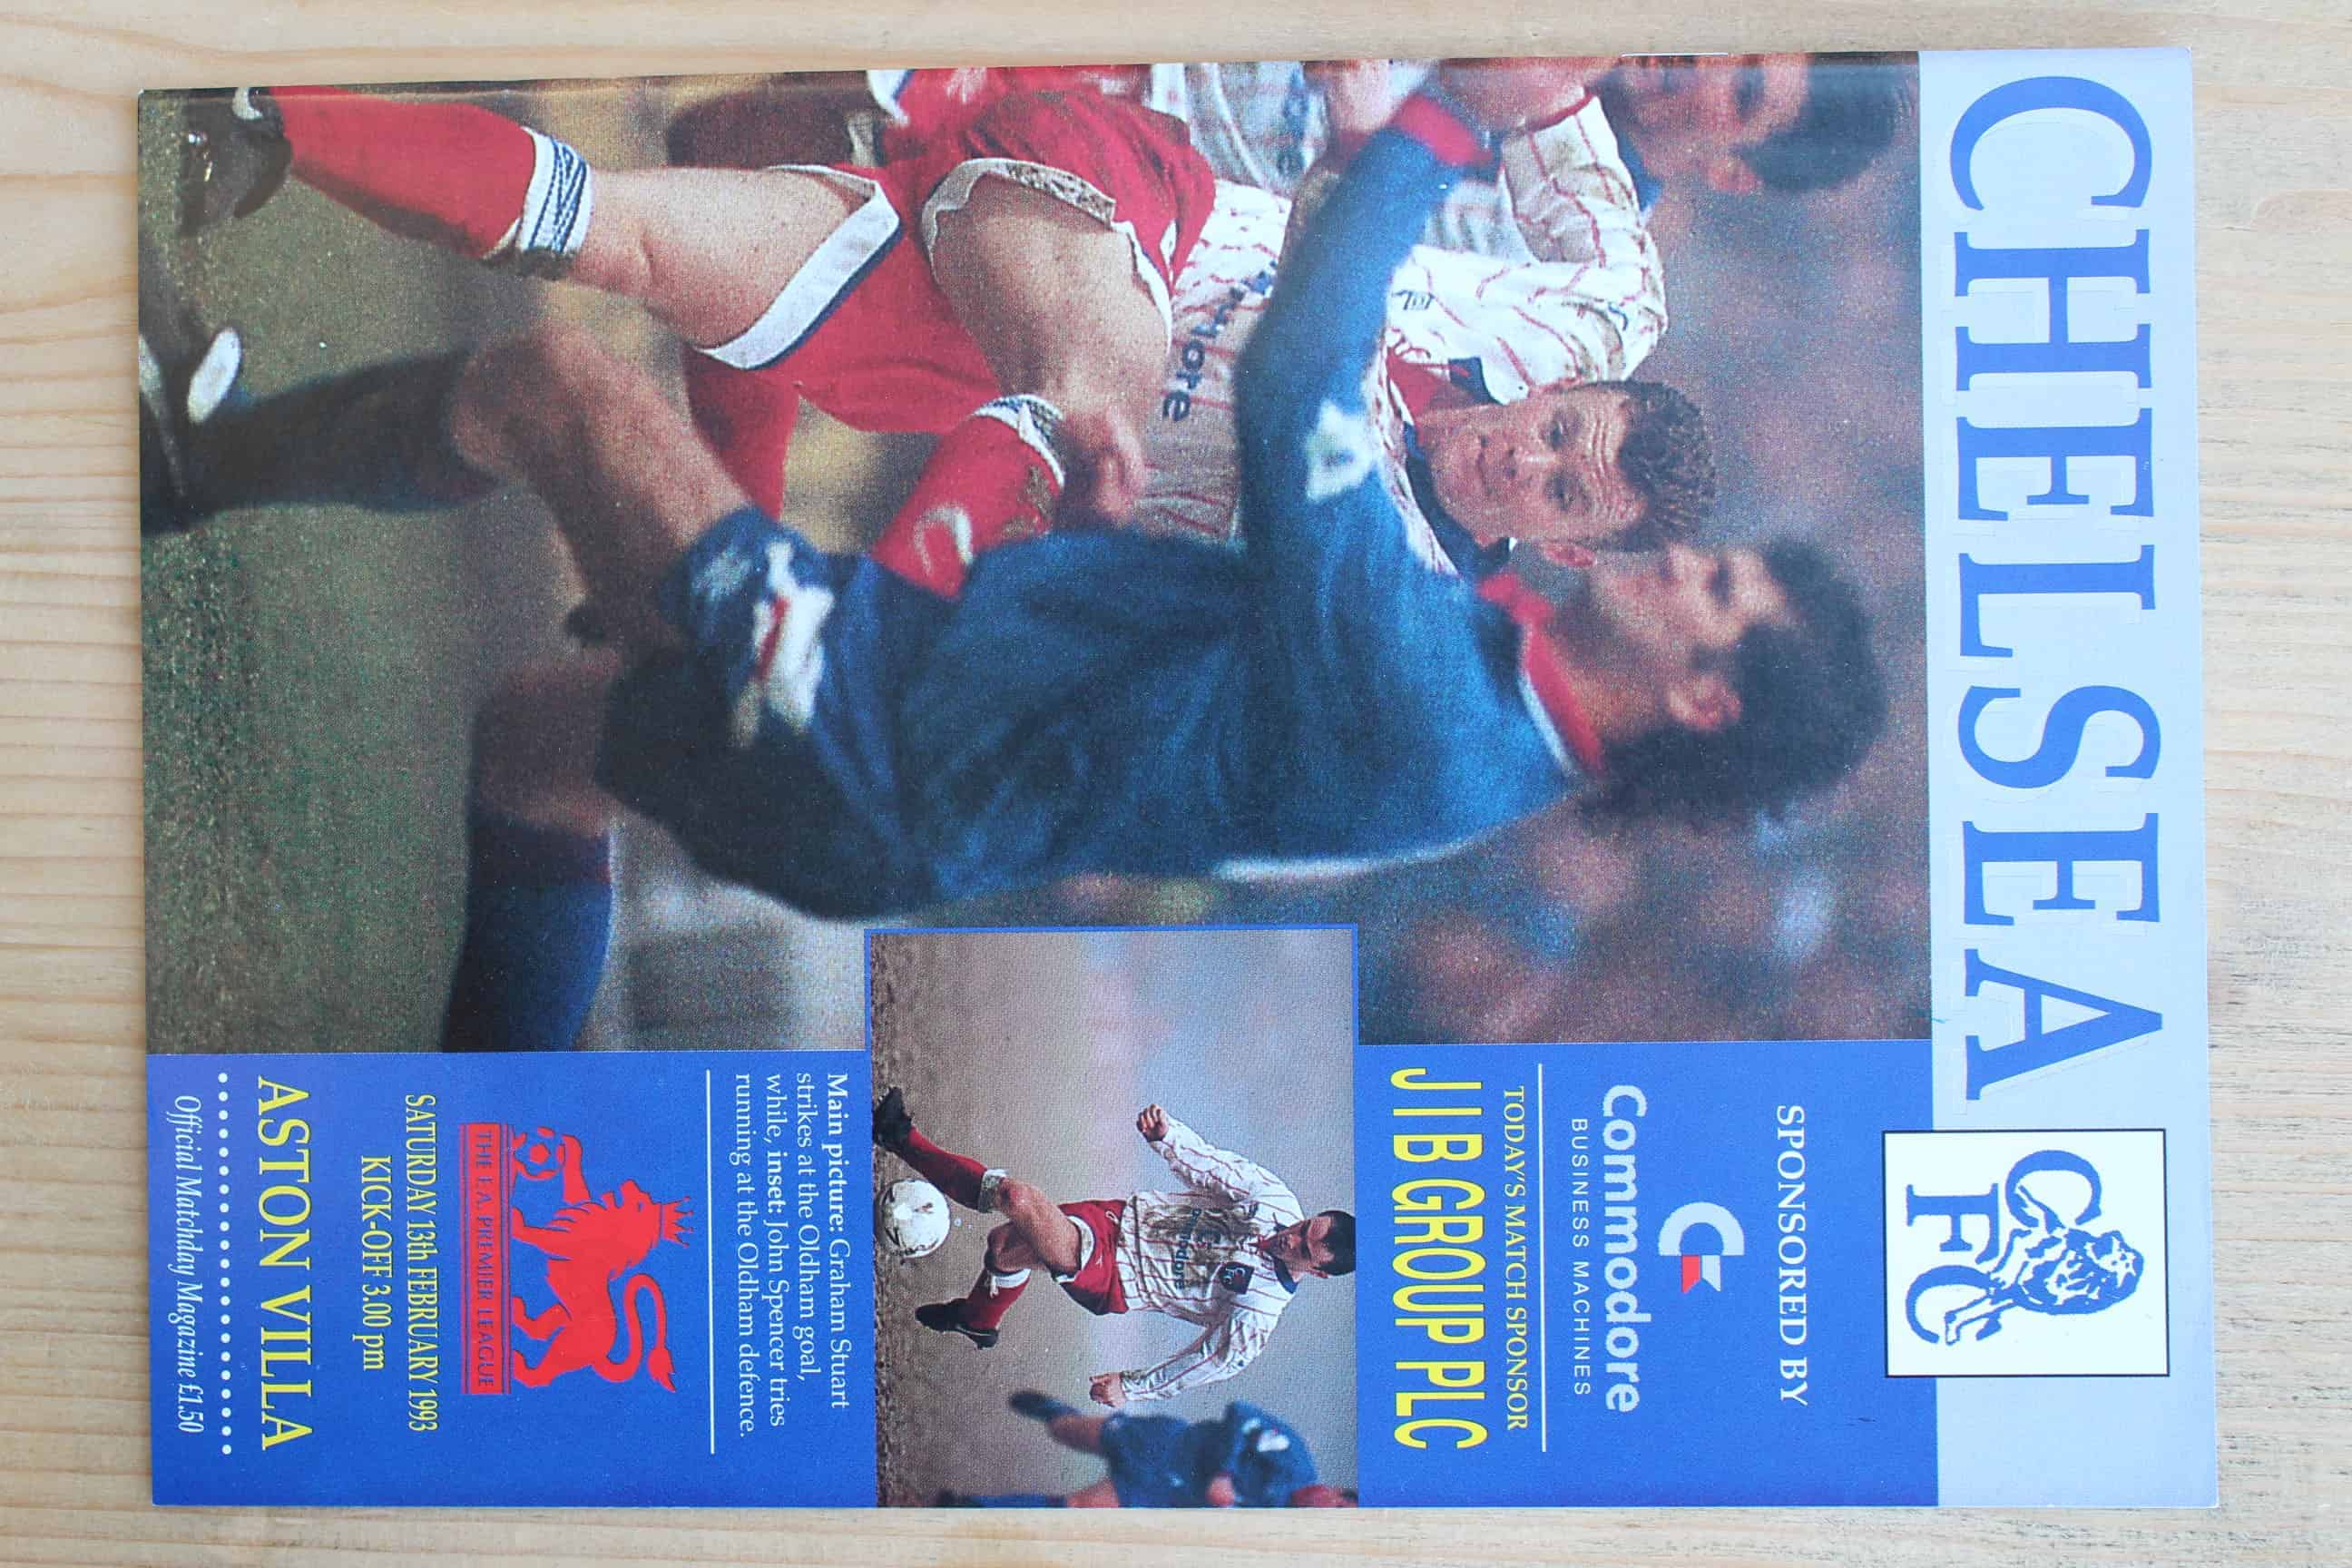 CHELSEA
CFC
SPONSORED BY
Commodore
BUSINESS MACHINES
TODAY'S MATCH SPONSOR
JIB GROUP PLC
Main picture: Graham Stuart
strikes at the Oldham goal,
while, inset: John Spencer tries
running at the Oldham defence.
THE F.A. PREMIER LEAGUE
SATURDAY 13th FEBRUARY 1993
KICK-OFF 3.00 pm
ASTON VILLA
Official Matchday Magazine £1.50